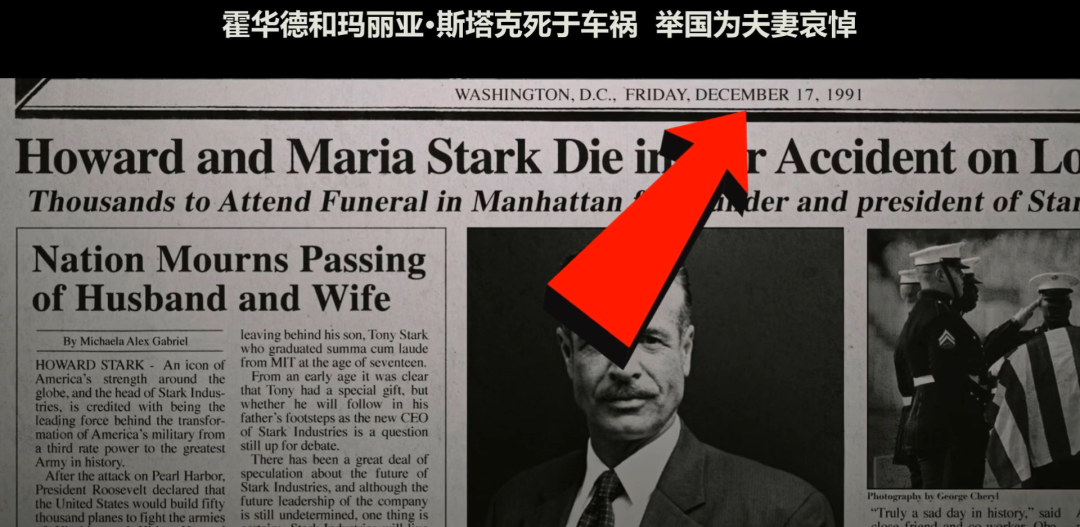 霍华德和玛丽亚·斯塔克死于车祸 举国为夫妻哀悼
WASHINGTON, D.C., FRIDAY, DECEMBER 17, 1991
Howard and Maria Stark Die in Accident on
Thousands to Attend Funeral in Manhattan and president of
Nation Mourns Passing
of Husband and Wife
By Michaela Alex Gabriel
HOWARD STARK - An icon of
America's strength around the
globe, and the head of Stark Indus-
tries, is credited with being the
leading force behind the transfor-
mation of America's military from
a third rate power to the greatest
Army in history.
After the attack on Pearl Harbor,
President Roosevelt declared that
the United States would build fifty
thousand planes to fight the armies
leaving behind his son, Tony Stark
who graduated summa cum laude
from MIT at the age of seventeen.
From an early age it was clear
that Tony had a special gift, but
whether he will follow in his
father's footsteps as the new CEO
of Stark Industries is a question
still up for debate.
There has been a great deal of
speculation about the future of
Stark Industries, and although the
future leadership of the company
is still undetermined, one thing is
Photography by George Cheryl
"Truly a sad day in history," said